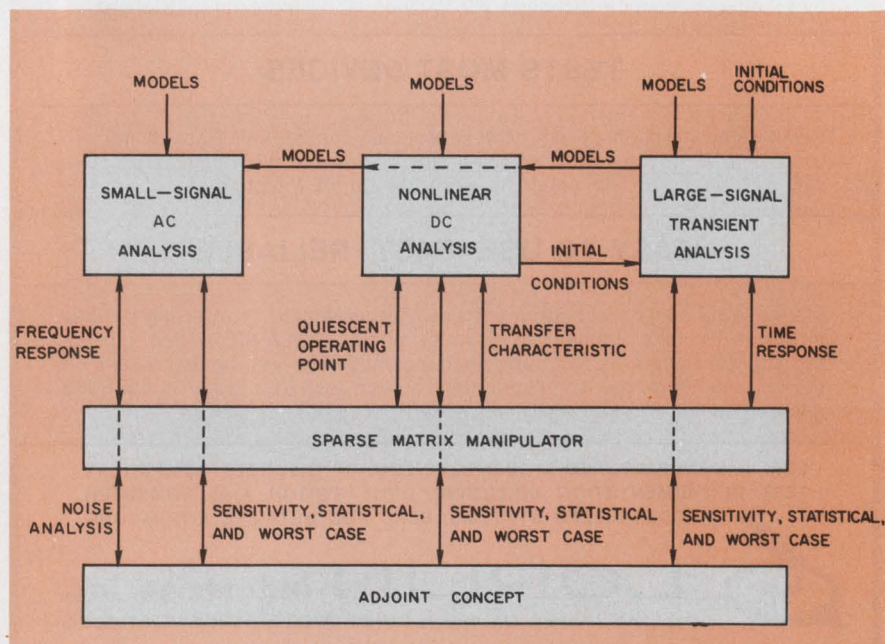 MODELS
MODELS
MODELS
INITIAL
CONDITIONS
MODELS
MODELS
SMALL—SIGNAL
AC
ANALYSIS
NONLINEAR
DC
ANALYSIS
LARGE—SIGNAL
TRANSIENT
ANALYSIS
INITIAL
CONDITIONS
FREQUENCY
RESPONSE
QUIESCENT
OPERATING
POINT
TRANSFER
CHARACTERISTIC
TIME
RESPONSE
SPARSE MATRIX MANIPULATOR
NOISE
ANALYSIS
SENSITIVITY, STATISTICAL,
AND WORST CASE
SENSITIVITY, STATISTICAL
AND WORST CASE
SENSITIVITY, STATISTICAL,
AND WORST CASE
ADJOINT CONCEPT